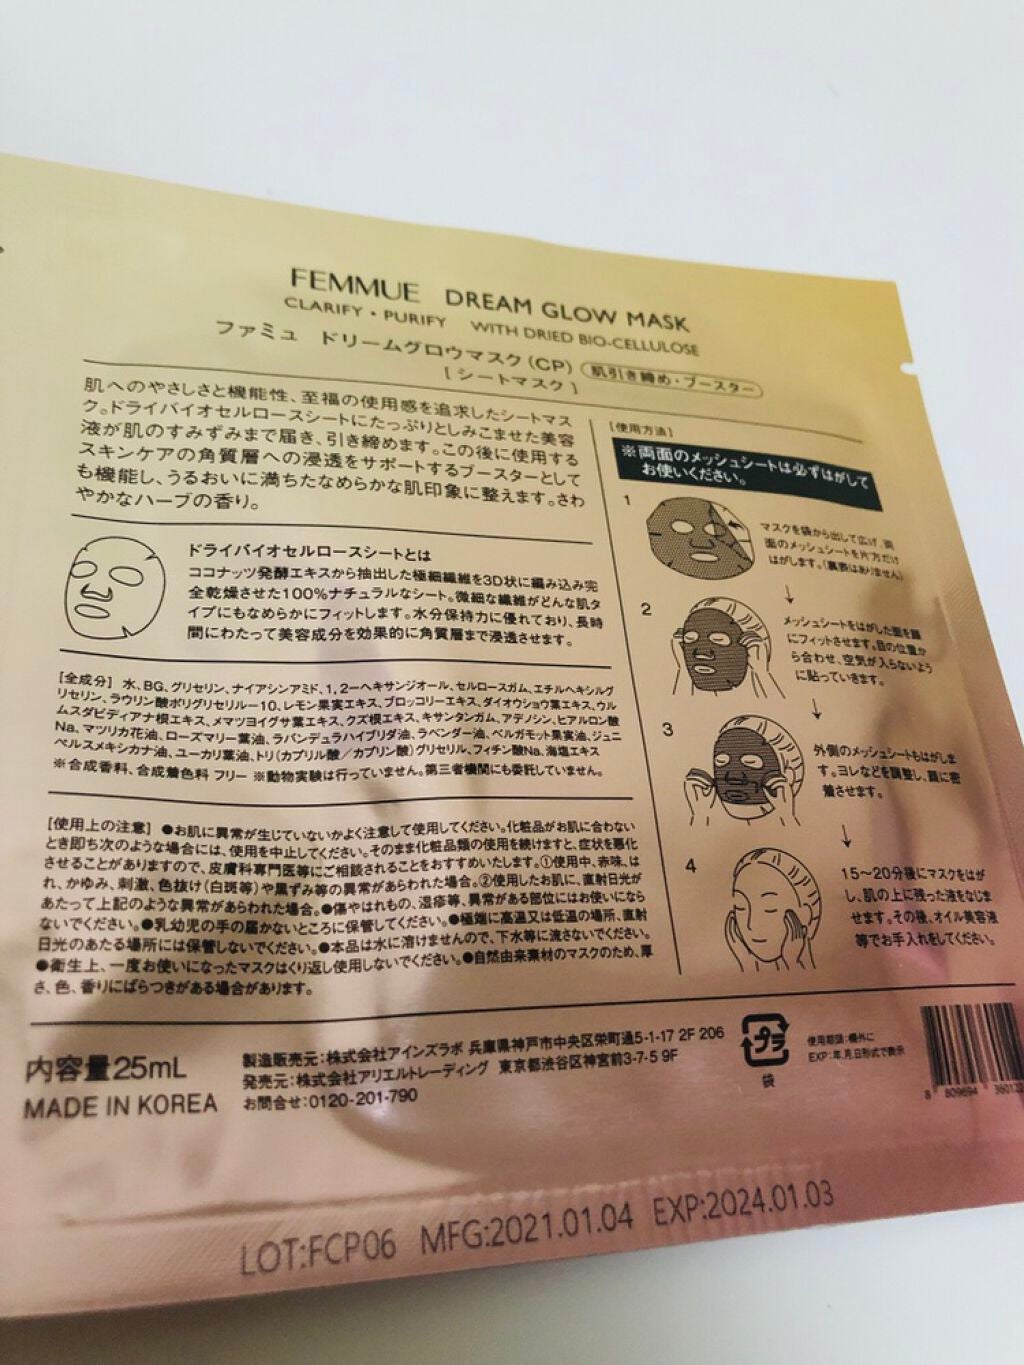 FEMMUE DREAM GLOW MASK
CLARIFY・PURIFY WITH DRIED BIO-CELLULOSE
ファミュ ドリームグロウマスク(CP) 肌引き締め・ブースター
[シートマスク]
肌へのやさしさと機能性、至福の使用感を追求したシートマス
ク。ドライバイオセルロースシートにたっぷりとしみこませた美容
液が肌のすみずみまで届き、引き締めます。この後に使用する
スキンケアの角質層への浸透をサポートするブースターとして
も機能し、うるおいに満ちたなめらかな肌印象に整えます。さわ
やかなハーブの香り。
ドライバイオセルロースシートとは
ココナッツ発酵エキスから抽出した極細繊維を3D状に編み込み完
全乾燥させた100%ナチュラルなシート。微細な繊維がどんな肌タ
イプにもなめらかにフィットします。水分保持力に優れており、長時
間にわたって美容成分を効果的に角質層まで浸透させます。
[全成分] 水、BG、グリセリン、ナイアシンアミド、1,2-ヘキサンジオール、セルロースガム、エチルヘキシルグ
リセリン、ラウリン酸ポリグリセリル-10、レモン果実エキス、ブロッコリーエキス、ダイオウショウ葉エキス、ウル
ムスダビディアナ根エキス、メマツヨイグサ葉エキス、クズ根エキス、キサンタンガム、アデノシン、ヒアルロン酸
Na、マツリカ花油、ローズマリー葉油、ラバンデュラハイブリダ油、ラベンダー油、ベルガモット果実油、ジュニ
ペルスメキシカナ油、ユーカリ葉油、トリ(カプリル酸/カプリン酸)グリセリル、フィチン酸Na、海塩エキス
※合成香料、合成着色料 フリー ※動物実験は行っていません。第三者機関にも委託していません。
[使用上の注意] ●お肌に異常が生じていないかよく注意して使用してください。化粧品がお肌に合わない
とき即ち次のような場合には、使用を中止してください。そのまま化粧品類の使用を続けますと、症状を悪化
させることがありますので、皮膚科専門医等にご相談されることをおすすめいたします。①使用中、赤味、は
れ、かゆみ、刺激、色抜け(白斑等)や黒ずみ等の異常があらわれた場合。②使用したお肌に、直射日光が
あたって上記のような異常があらわれた場合。●傷やはれもの、湿疹等、異常がある部位にはお使いになら
ないでください。●乳幼児の手の届かないところに保管してください。●極端に高温又は低温の場所、直射
日光のあたる場所には保管しないでください。●本品は水に溶けませんので、下水等に流さないでください。
●衛生上、一度お使いになったマスクはくり返し使用しないでください。●自然由来素材のマスクのため、厚
さ、色、香りにばらつきがある場合があります。
[使用方法]
※両面のメッシュシートは必ずはがして
お使いください。
1
マスクを袋から出して広げ、両
面のメッシュシートを片方だけ
はがします。(裏表はありません)
↓
2
メッシュシートをはがした面を顔
にフィットさせます。目の位置か
ら合わせ、空気が入らないよう
に貼っていきます。
↓
3
外側のメッシュシートもはがしま
す。ヨレなどを調整し、顔に密
着させます。
↓
4
15~20分後にマスクをはが
し、肌の上に残った液をなじま
せます。その後、オイル美容液
等でお手入れをしてください。
内容量25mL
MADE IN KOREA
製造販売元:株式会社アインズラボ 兵庫県神戸市中央区栄町通5-1-17 2F 206
発売元:株式会社アリエルトレーディング 東京都渋谷区神宮前3-7-5 9F
お問合せ:0120-201-790
プラ
袋
使用期限:欄外に
EXP:年.月.日形式で表示
8 809694
LOT:FCP06 MFG:2021.01.04 EXP:2024.01.03